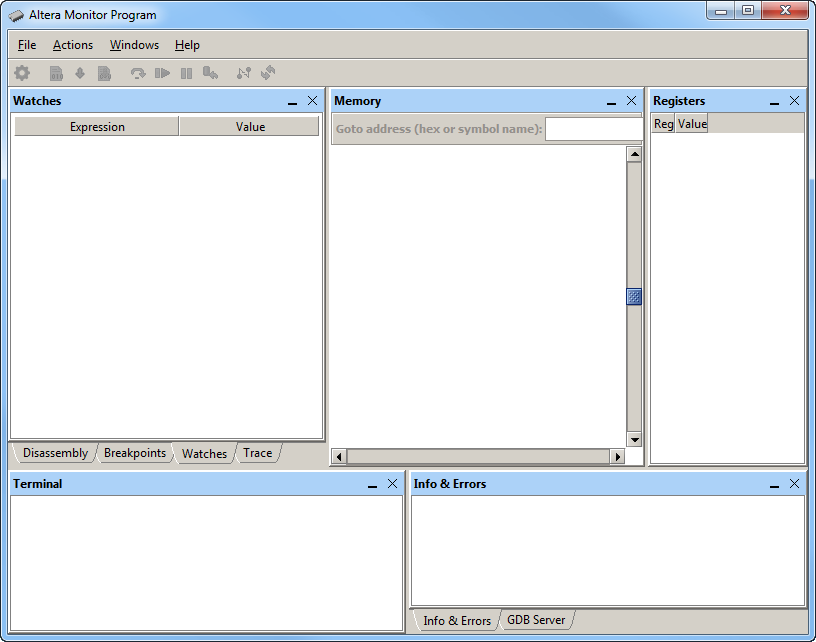 Altera Monitor Program
File Actions Windows Help
Watches
Expression Value
Disassembly Breakpoints Watches Trace
Memory
Goto address (hex or symbol name):
Registers
Reg Value
Terminal
Info & Errors
Info & Errors GDB Server